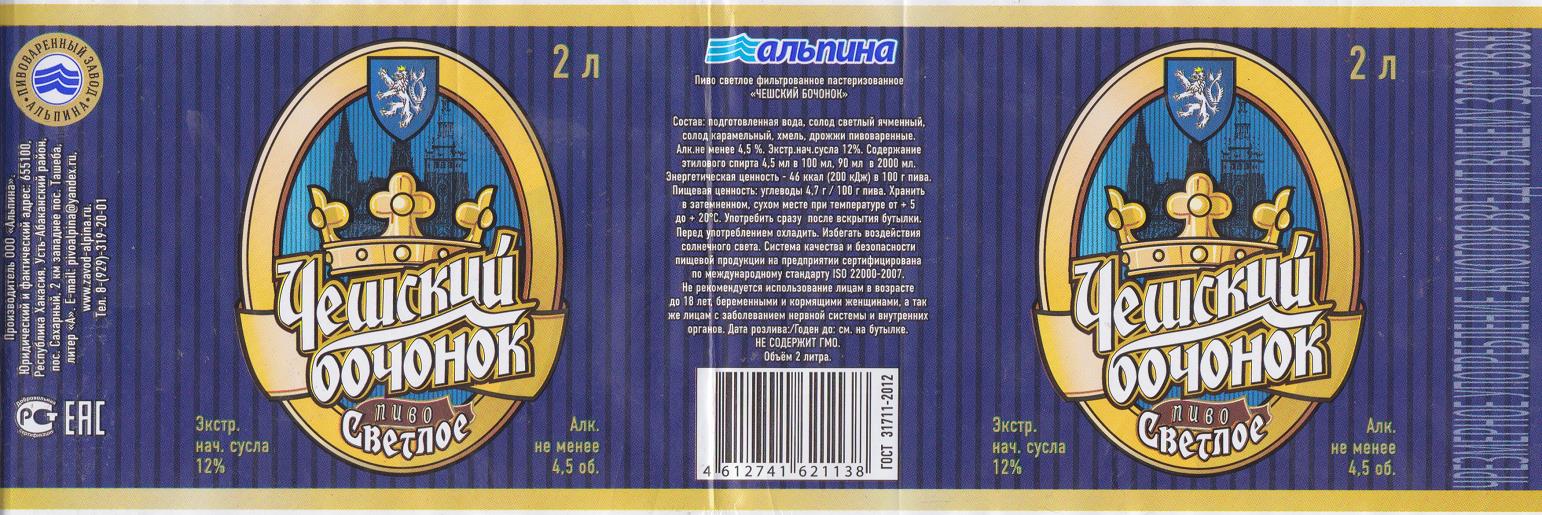 ПИВОВАРЕННЫЙ ЗАВОД
•АЛЬПИНА•
Производитель ООО «Альпина».
Юридический и фактический адрес: 655100,
Республика Хакасия, Усть-Абаканский район,
пос. Сахарный, 2 км западнее пос. Ташеба,
литер «А». E-mail: pivoalpina@yandex.ru,
www.zavod-alpina.ru.
Тел. 8-(929)-319-20-01
Добровольная
РСТ
сертификация
ЕАС
2 л
Чешский
бочонок
пиво
Светлое
Экстр.
нач. сусла
12%
Алк.
не менее
4,5 об.
альпина
Пиво светлое фильтрованное пастеризованное
«ЧЕШСКИЙ БОЧОНОК»
Состав: подготовленная вода, солод светлый ячменный,
солод карамельный, хмель, дрожжи пивоваренные.
Алк.не менее 4,5 %. Экстр.нач.сусла 12%. Содержание
этилового спирта 4,5 мл в 100 мл, 90 мл в 2000 мл.
Энергетическая ценность - 46 ккал (200 кДж) в 100 г пива.
Пищевая ценность: углеводы 4,7 г / 100 г пива. Хранить
в затемненном, сухом месте при температуре от + 5
до + 20°С. Употребить сразу после вскрытия бутылки.
Перед употреблением охладить. Избегать воздействия
солнечного света. Система качества и безопасности
пищевой продукции на предприятии сертифицирована
по международному стандарту ISO 22000-2007.
Не рекомендуется использование лицам в возрасте
до 18 лет, беременными и кормящими женщинами, а так
же лицам с заболеванием нервной системы и внутренних
органов. Дата розлива:/Годен до: см. на бутылке.
НЕ СОДЕРЖИТ ГМО.
Объём 2 литра.
4 612741 621138
ГОСТ 31711-2012
2 л
Чешский
бочонок
пиво
Светлое
Экстр.
нач. сусла
12%
Алк.
не менее
4,5 об.
ЧРЕЗМЕРНОЕ УПОТРЕБЛЕНИЕ АЛКОГОЛЯ ВРЕДИТ ВАШЕМУ ЗДОРОВЬЮ